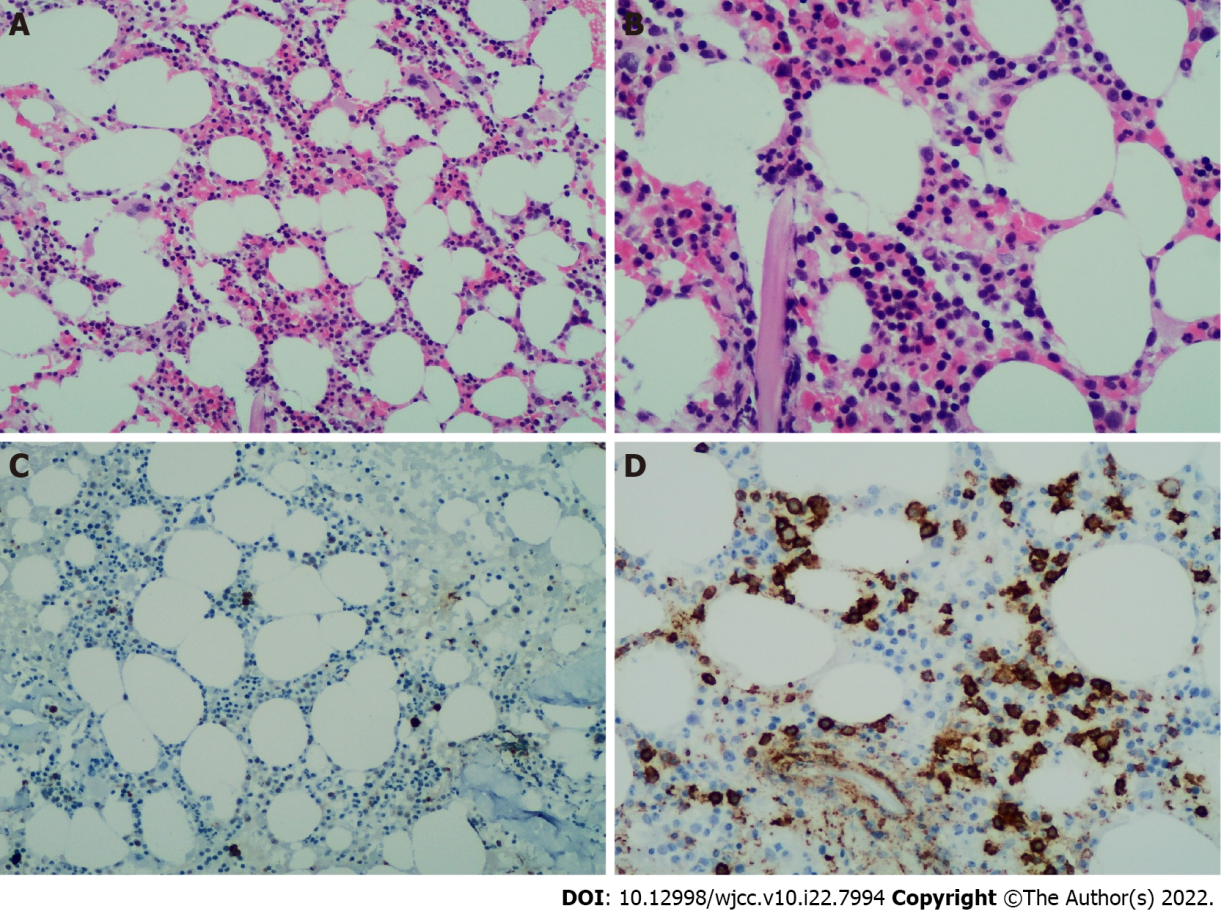 A
B
C
D
DOI: 10.12998/wjcc.v10.i22.7994 Copyright ©The Author(s) 2022.